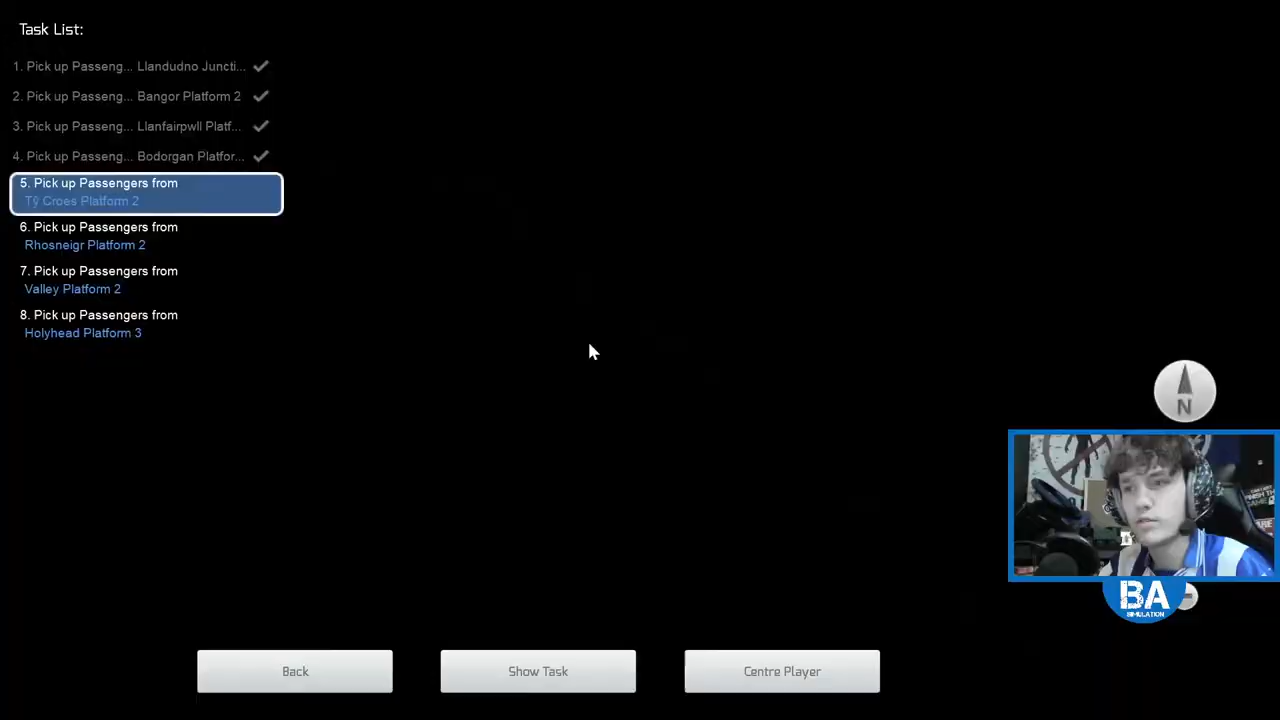 Task List:
1. Pick up Passeng... Llandudno Juncti...
2. Pick up Passeng... Bangor Platform 2
3. Pick up Passeng... Llanfairpwll Platf...
4. Pick up Passeng... Bodorgan Platfor...
5. Pick up Passengers from
Tŷ Croes Platform 2
6. Pick up Passengers from
Rhosneigr Platform 2
7. Pick up Passengers from
Valley Platform 2
8. Pick up Passengers from
Holyhead Platform 3
N
FINISH THE
GAME
BA
SIMULATION
Back
Show Task
Centre Player